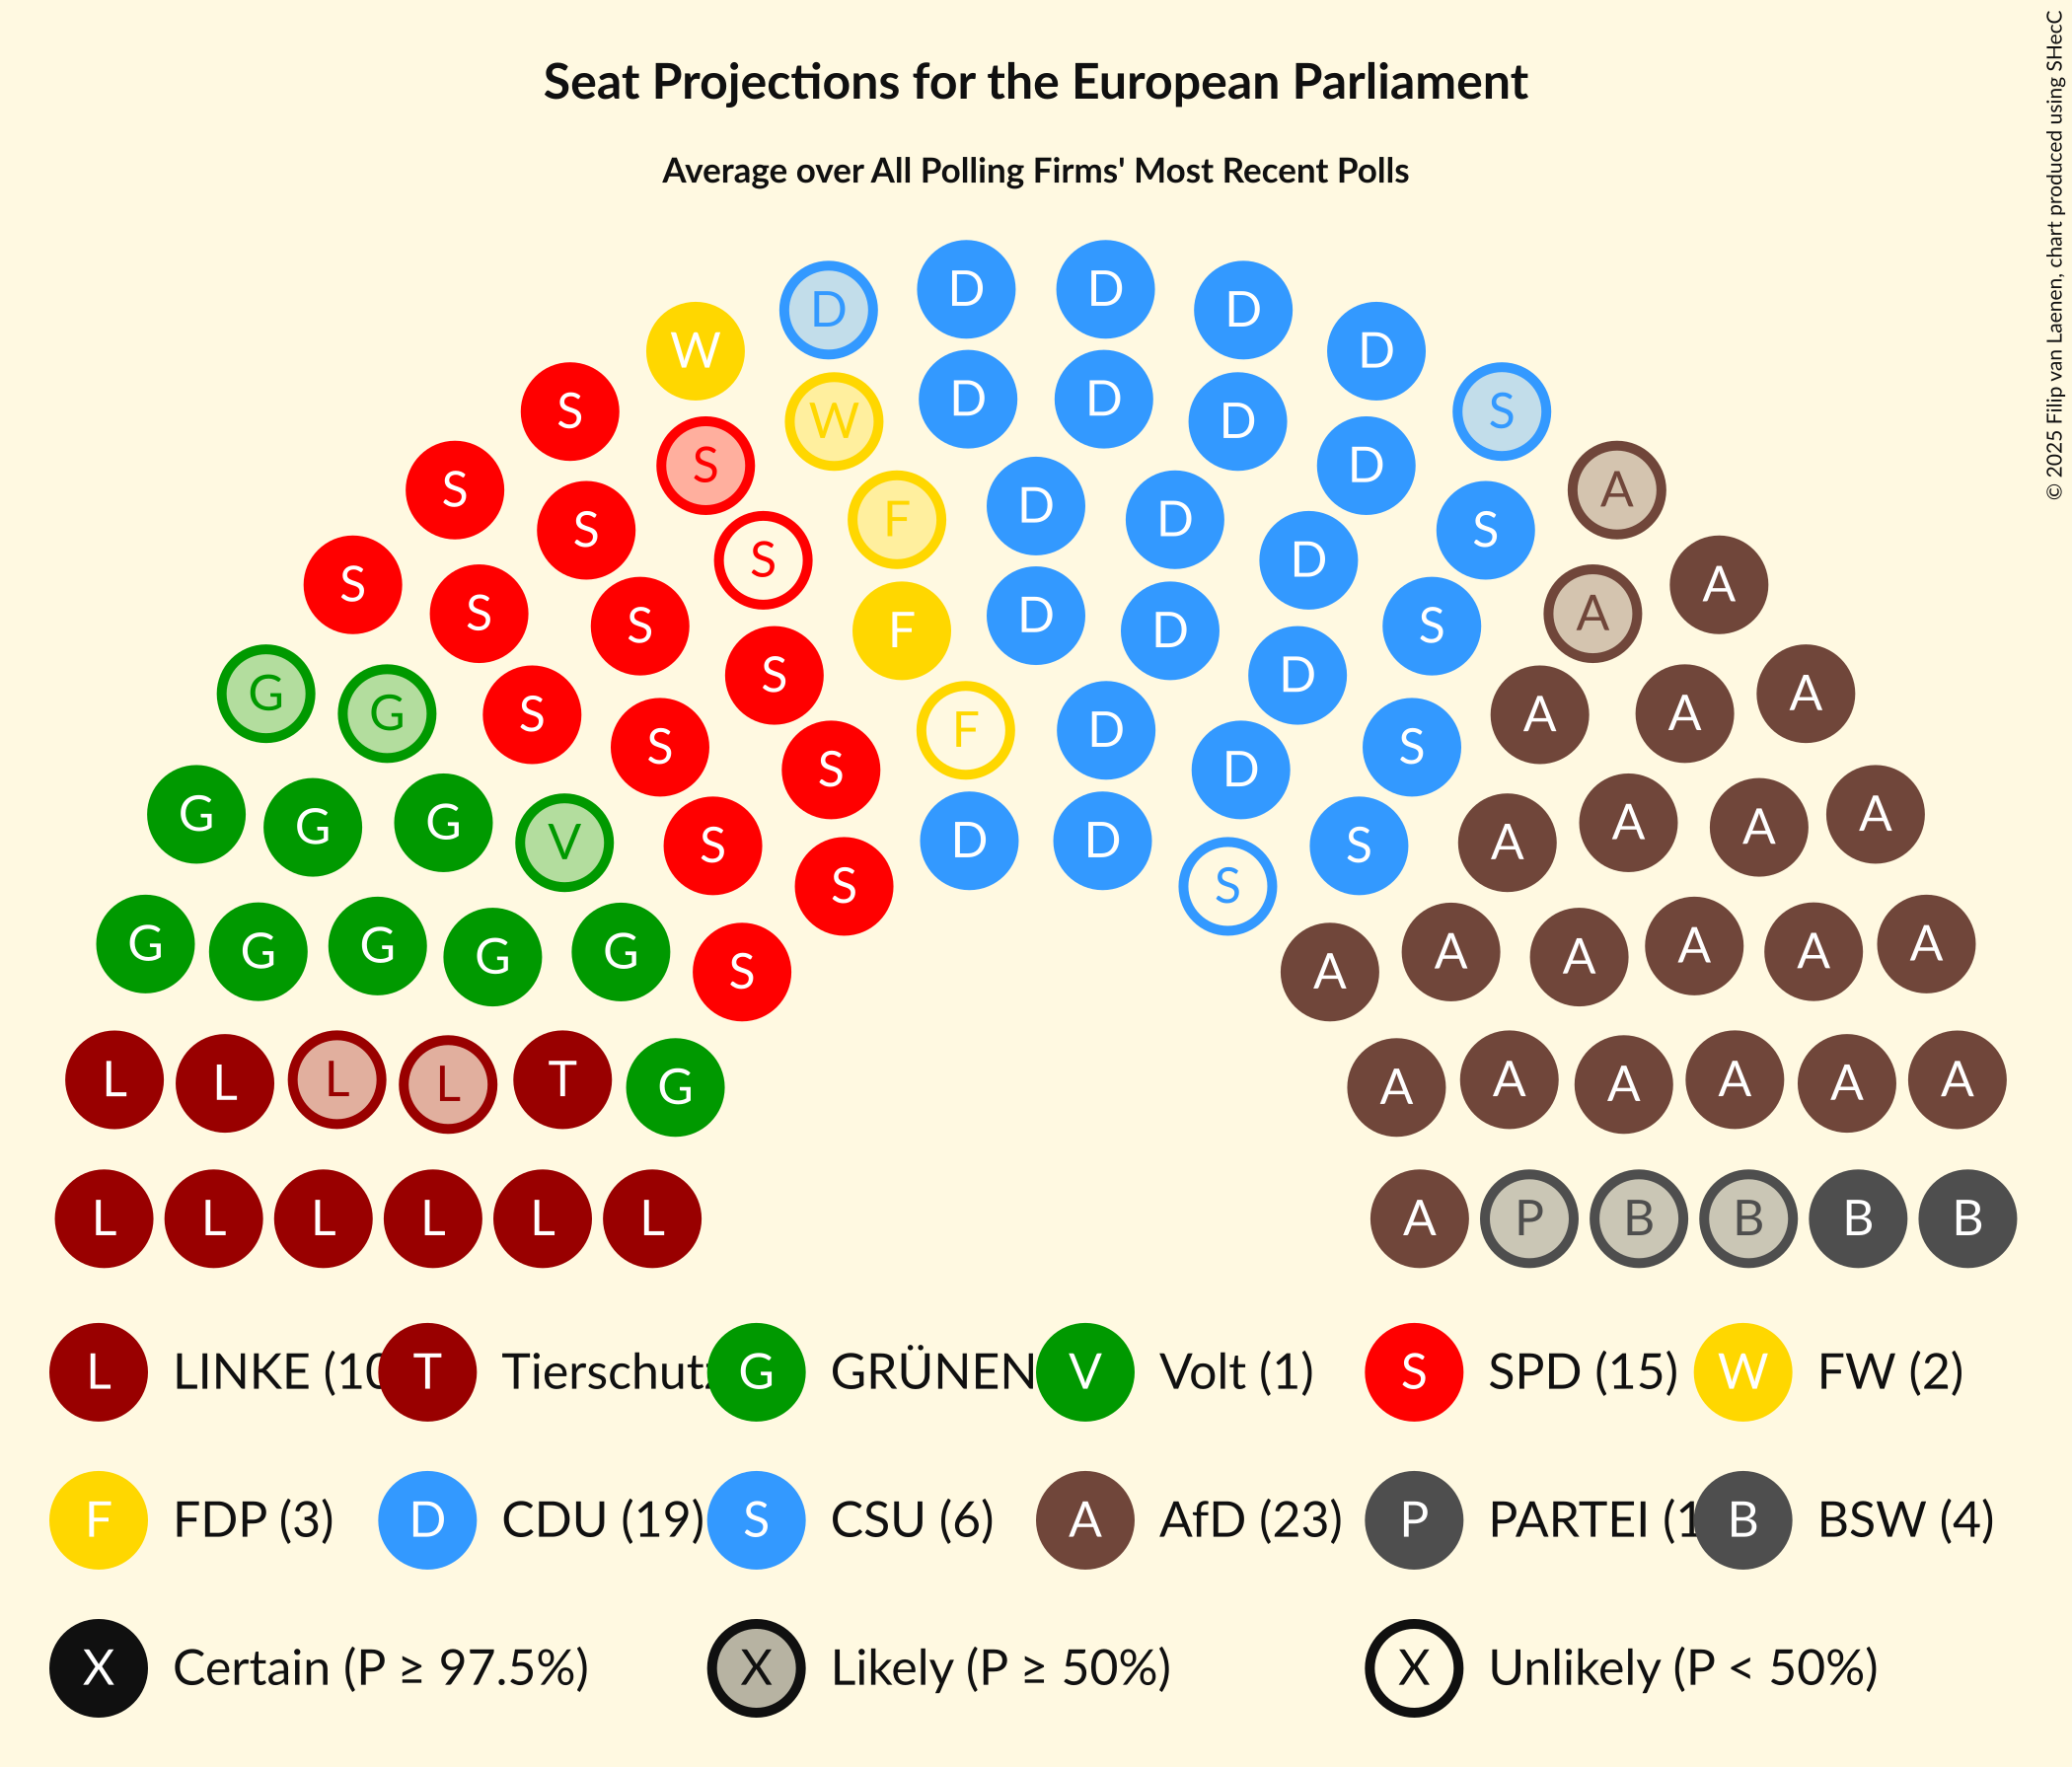 Seat Projections for the European Parliament
Average over All Polling Firms' Most Recent Polls
© 2025 Filip van Laenen, chart produced using SHecC
D D
D D
W D
D D
S S
W D
S D
S A
D
F D
S S
S D
S A
S D A
S F D S
S D
G A
G S A A
F D
S S
S D
G A
G G A A
V S D D S A
S S
G G G G G A A A A A
S A
L L L L T G A A A A A A
L L L L L L A P B B B B
L LINKE (10 T Tierschutz G GRÜNEN V Volt (1) S SPD (15) W FW (2)
F FDP (3) D CDU (19) S CSU (6) A AfD (23) P PARTEI (1 B BSW (4)
X Certain (P ≥ 97.5%) X Likely (P ≥ 50%) X Unlikely (P < 50%)